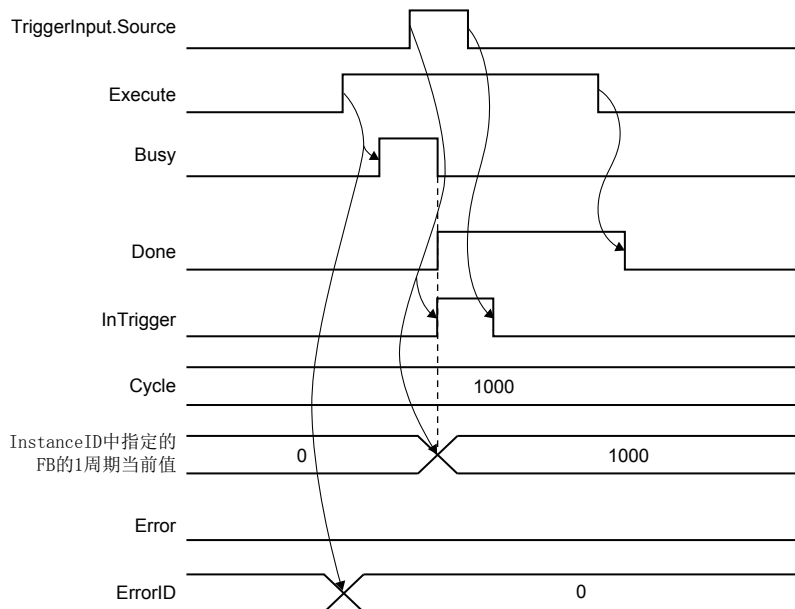 TriggerInput.Source
Execute
Busy
Done
InTrigger
Cycle
1000
InstanceID中指定的
FB的1周期当前值
0
1000
Error
ErrorID
0